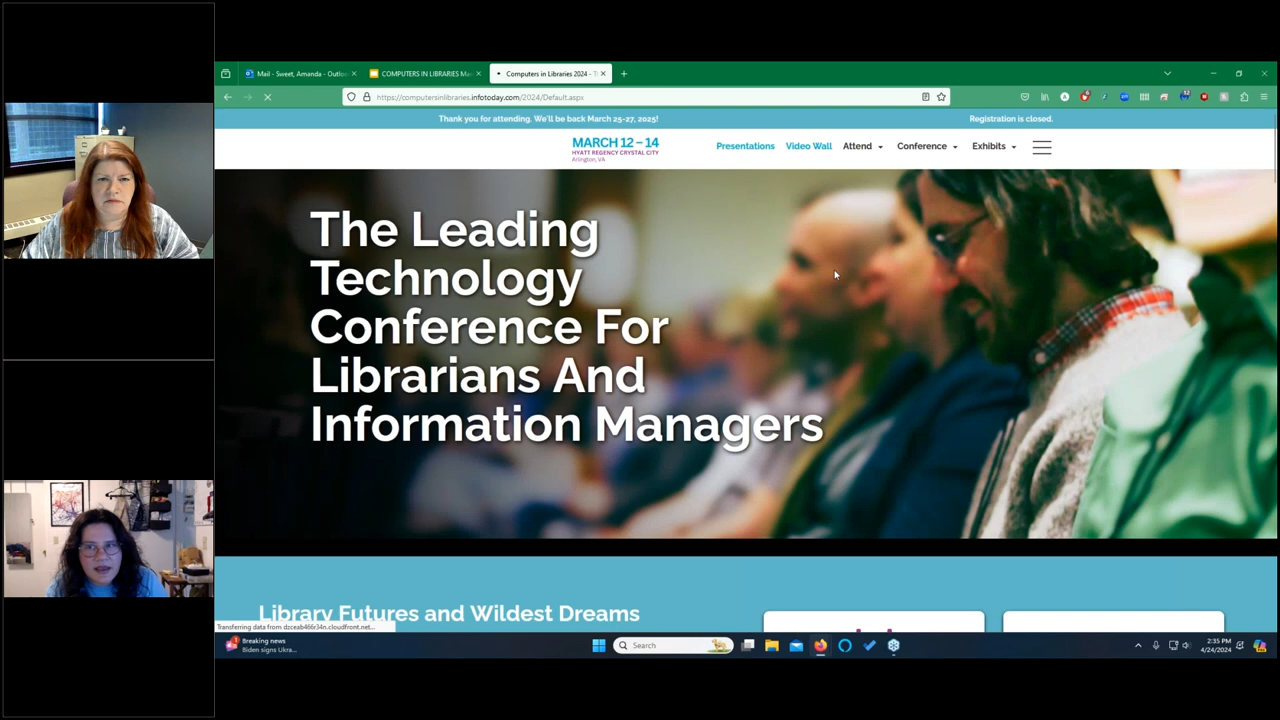 Mail - Sweet, Amanda - Outlo
COMPUTERS IN LIBRARIES Ma
Computers in Libraries 2024 - T
https://computersinlibraries.infotoday.com/2024/Default.aspx
Thank you for attending. We'll be back March 25-27, 2025!
Registration is closed.
MARCH 12 – 14
HYATT REGENCY CRYSTAL CITY
Arlington, VA
Presentations
Video Wall
Attend
Conference
Exhibits
The Leading
Technology
Conference For
Librarians And
Information Managers
Library Futures and Wildest Dreams
Breaking news
Biden signs Ukra...
Search
2:35 PM
4/24/2024